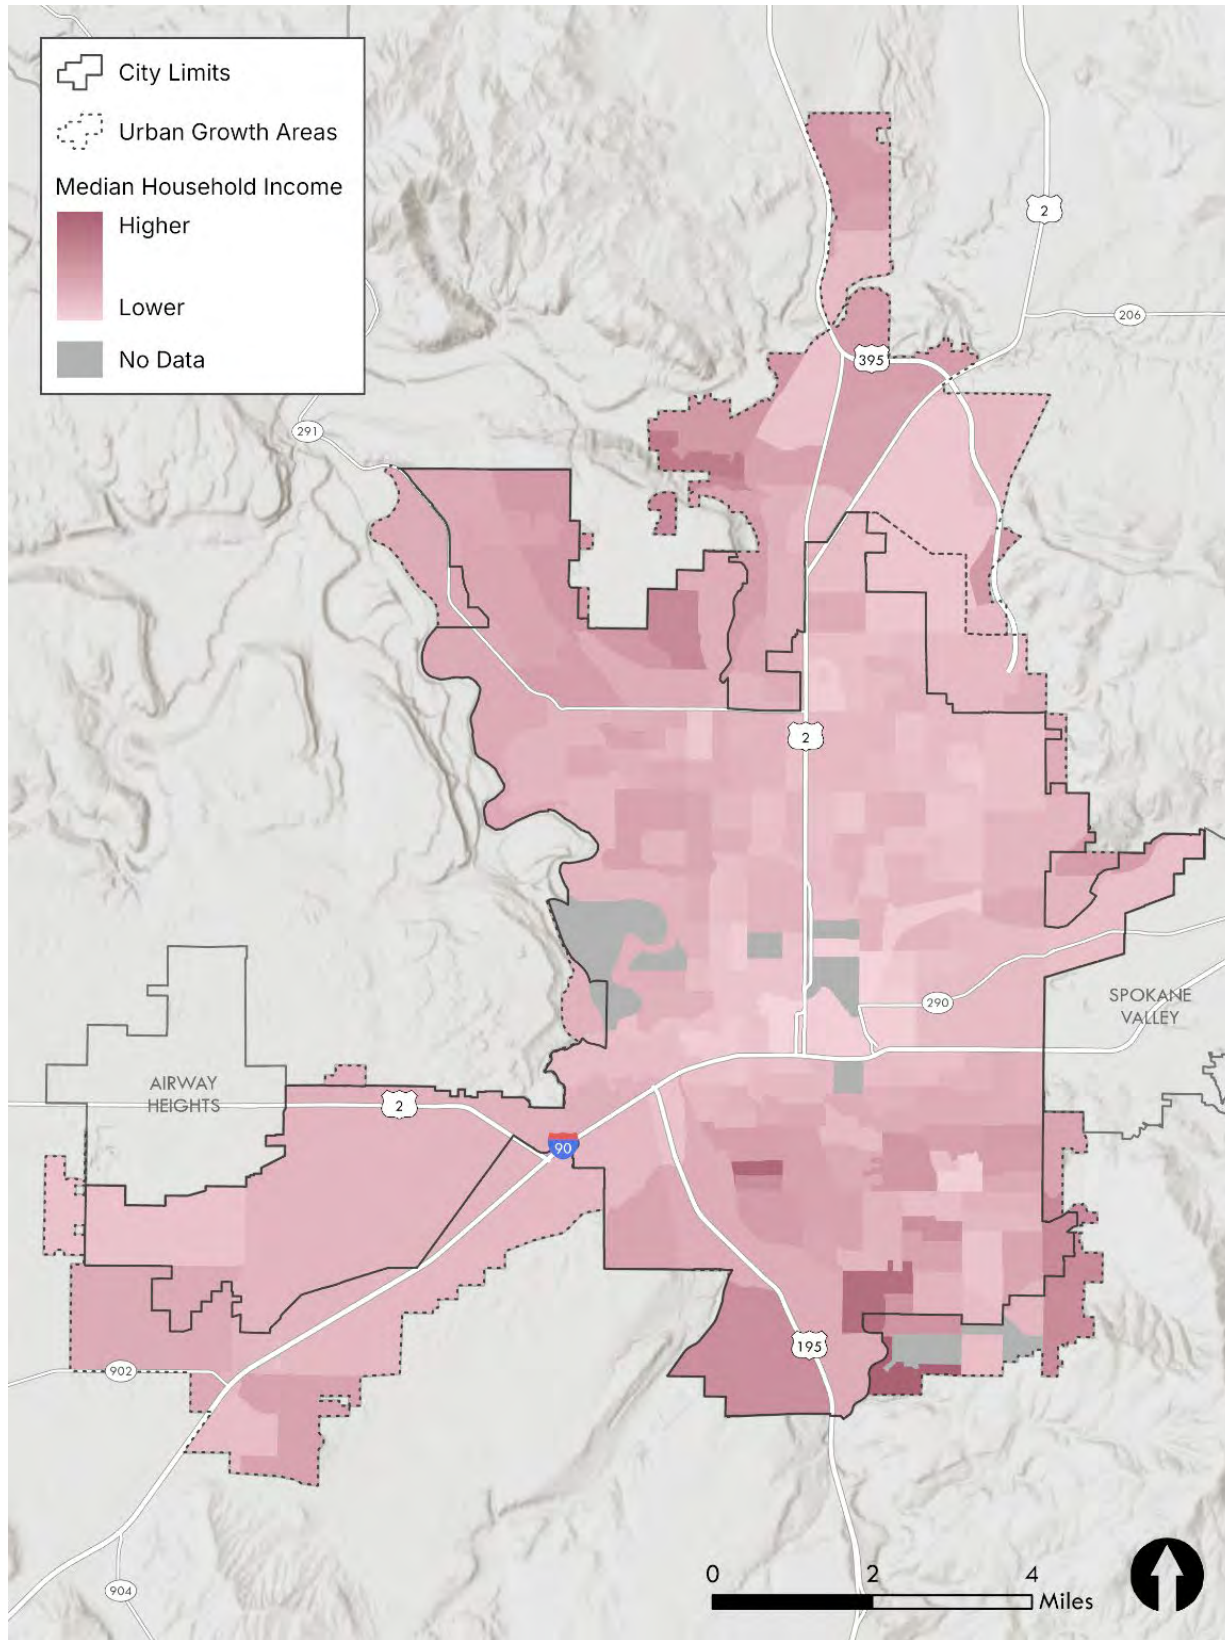 City Limits
Urban Growth Areas
Median Household Income
Higher
Lower
No Data
2
206
395
291
2
290
SPOKANE
VALLEY
AIRWAY
HEIGHTS
2
90
195
902
904
0 2 4
Miles